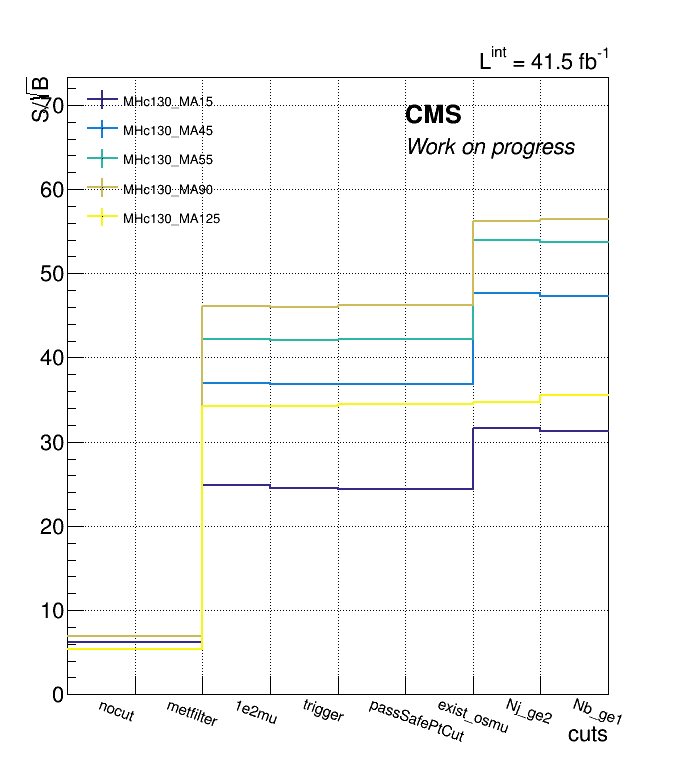 L^int = 41.5 fb^-1
S/√B
CMS
Work on progress
MHc130_MA15
MHc130_MA45
MHc130_MA55
MHc130_MA90
MHc130_MA125
70
60
50
40
30
20
10
0
nocut
metfilter
1e2mu
trigger
passSafePtCut
exist_osmu
Nj_ge2
Nb_ge1
cuts